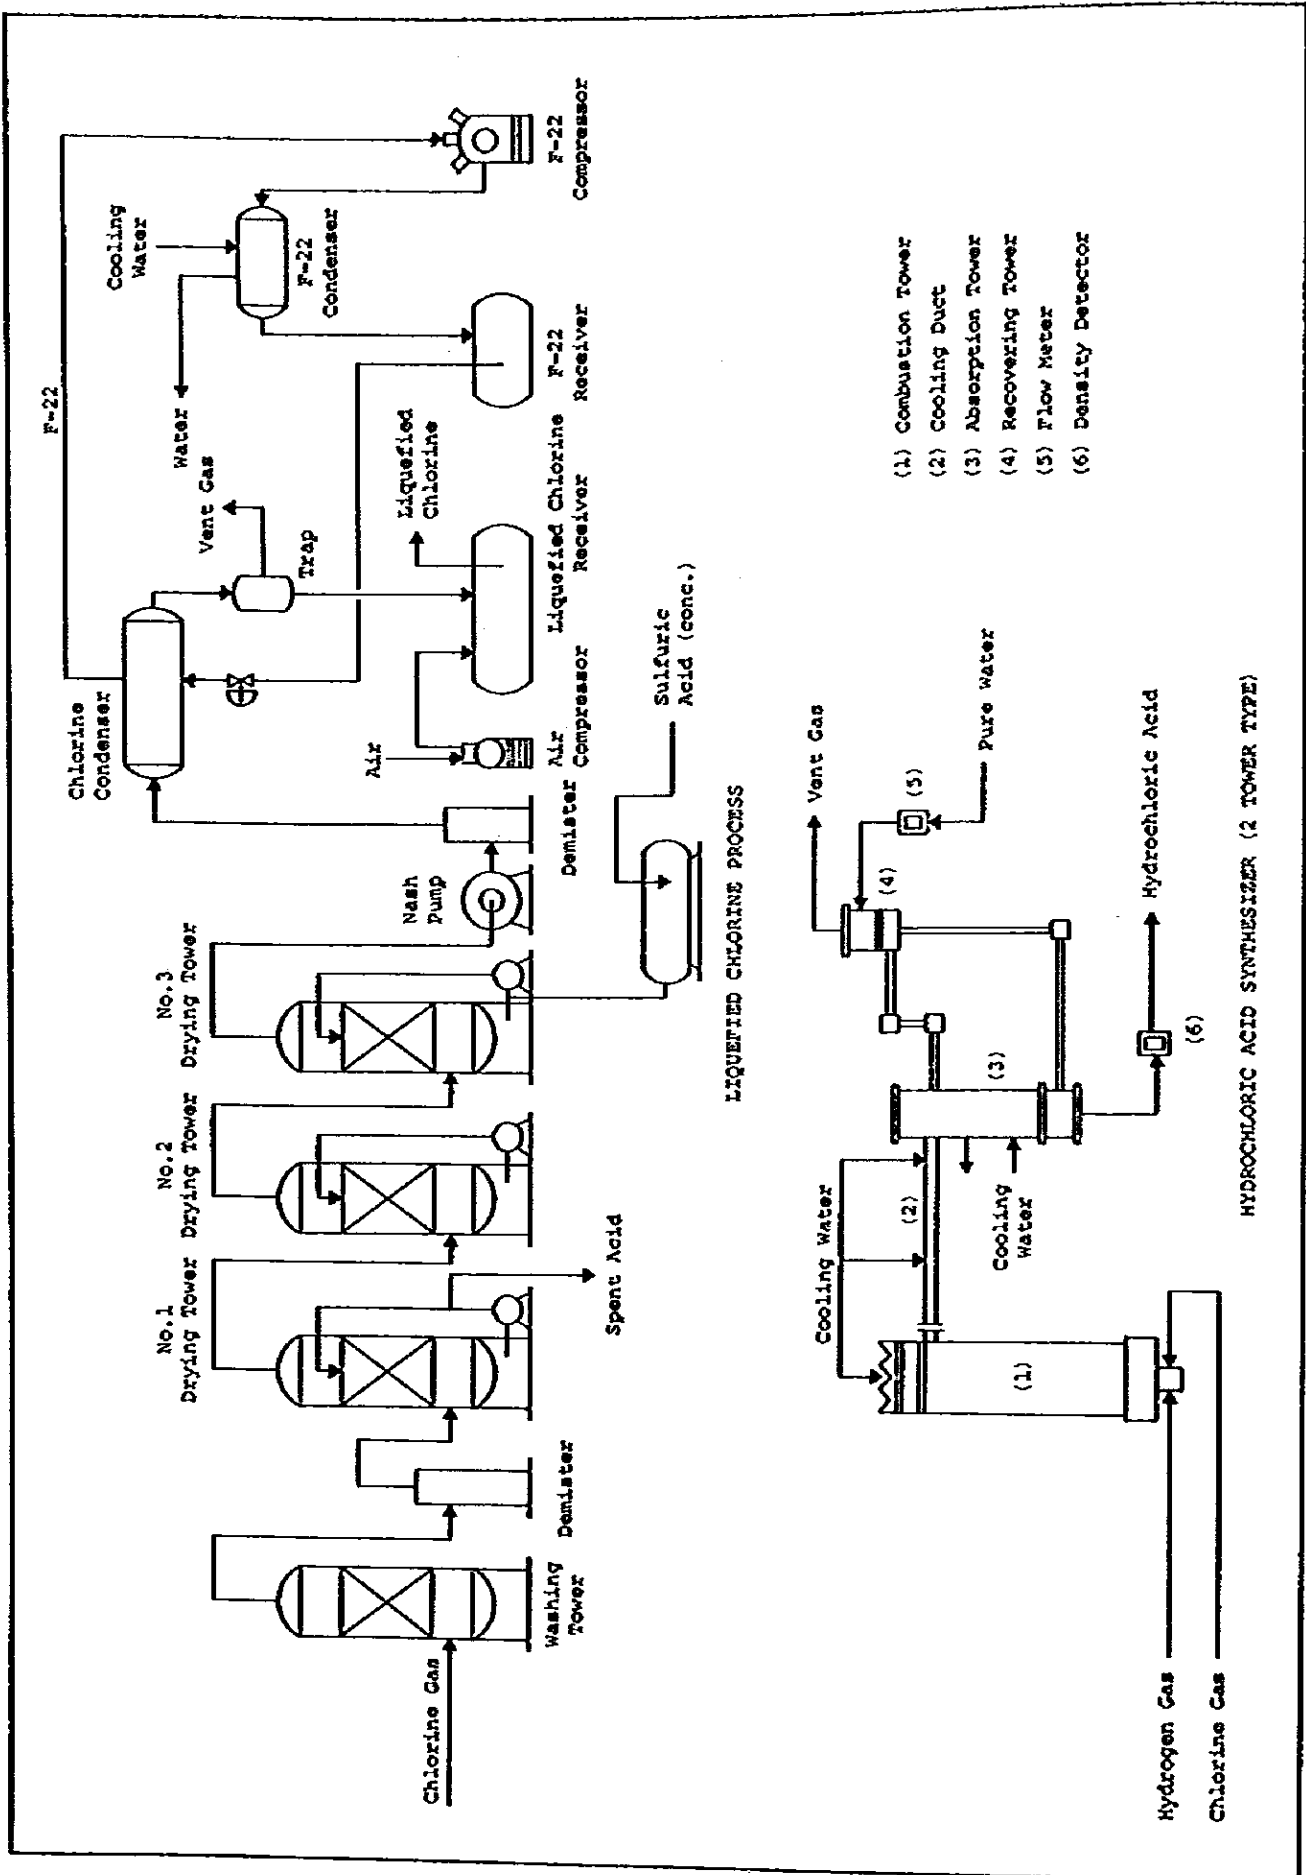 F-22
Cooling
Water
Water
Vent Gas
Trap
Chlorine
Condenser
F-22
Condenser
F-22
Compressor
F-22
Receiver
Liquefied
Chlorine
Liquefied Chlorine
Receiver
Air
Air
Compressor
Demister
Nash
Pump
No.3
Drying Tower
No.2
Drying Tower
No.1
Drying Tower
Spent Acid
Demister
Washing
Tower
Chlorine Gas
Sulfuric
Acid (conc.)
LIQUEFIED CHLORINE PROCESS
Vent Gas
(5)
Pure Water
(4)
Cooling Water
(2)
(3)
Cooling
Water
(1)
(6)
Hydrochloric Acid
Hydrogen Gas
Chlorine Gas
(1) Combustion Tower
(2) Cooling Duct
(3) Absorption Tower
(4) Recovering Tower
(5) Flow Meter
(6) Density Detector
HYDROCHLORIC ACID SYNTHESIZER (2 TOWER TYPE)